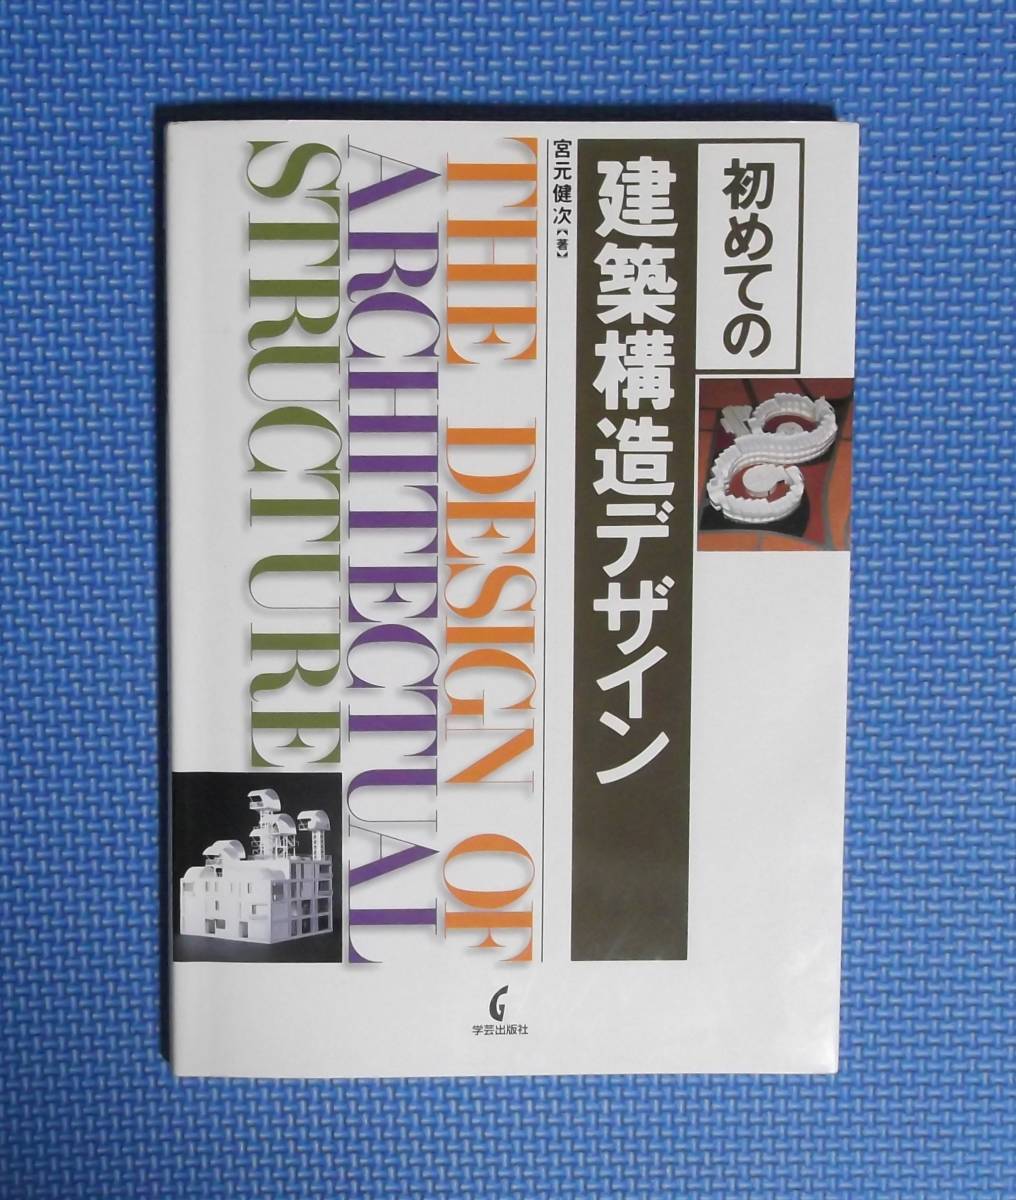 初めての
建築構造デザイン
宮元健次【著】
THE DESIGN OF
ARCHITECTUAL
STRUCTURE
G
学芸出版社